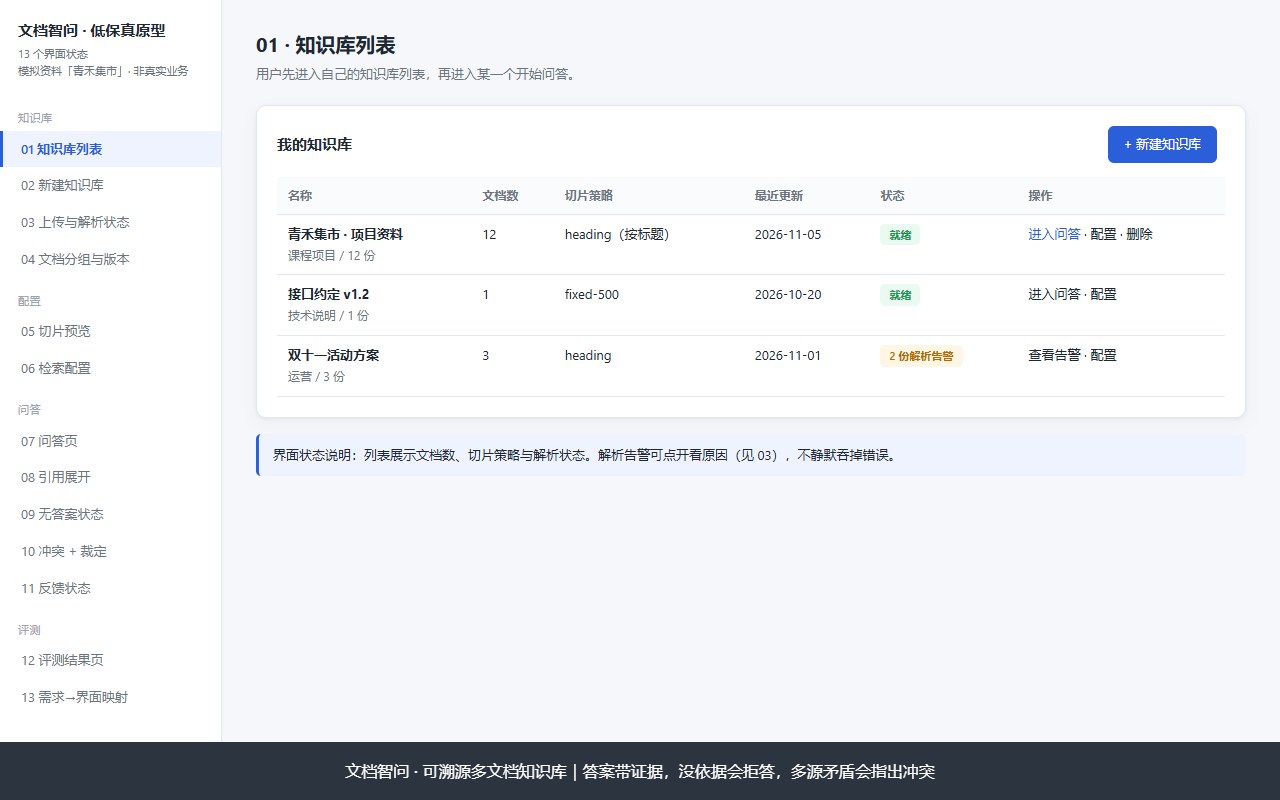 文档智问 · 低保真原型
13 个界面状态
模拟资料「青禾集市」· 非真实业务
知识库
01 知识库列表
02 新建知识库
03 上传与解析状态
04 文档分组与版本
配置
05 切片预览
06 检索配置
问答
07 问答页
08 引用展开
09 无答案状态
10 冲突 + 裁定
11 反馈状态
评测
12 评测结果页
13 需求→界面映射
01 · 知识库列表
用户先进入自己的知识库列表，再进入某一个开始问答。
我的知识库
+ 新建知识库
名称 文档数 切片策略 最近更新 状态 操作
青禾集市 · 项目资料 12 heading（按标题） 2026-11-05 就绪 进入问答 · 配置 · 删除
课程项目 / 12 份
接口约定 v1.2 1 fixed-500 2026-10-20 就绪 进入问答 · 配置
技术说明 / 1 份
双十一活动方案 3 heading 2026-11-01 2 份解析告警 查看告警 · 配置
运营 / 3 份
界面状态说明：列表展示文档数、切片策略与解析状态。解析告警可点开看原因（见 03），不静默吞掉错误。
文档智问 · 可溯源多文档知识库 | 答案带证据，没依据会拒答，多源矛盾会指出冲突